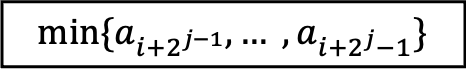 min{a_{i+2^{j−1}}, … , a_{i+2^j−1}}